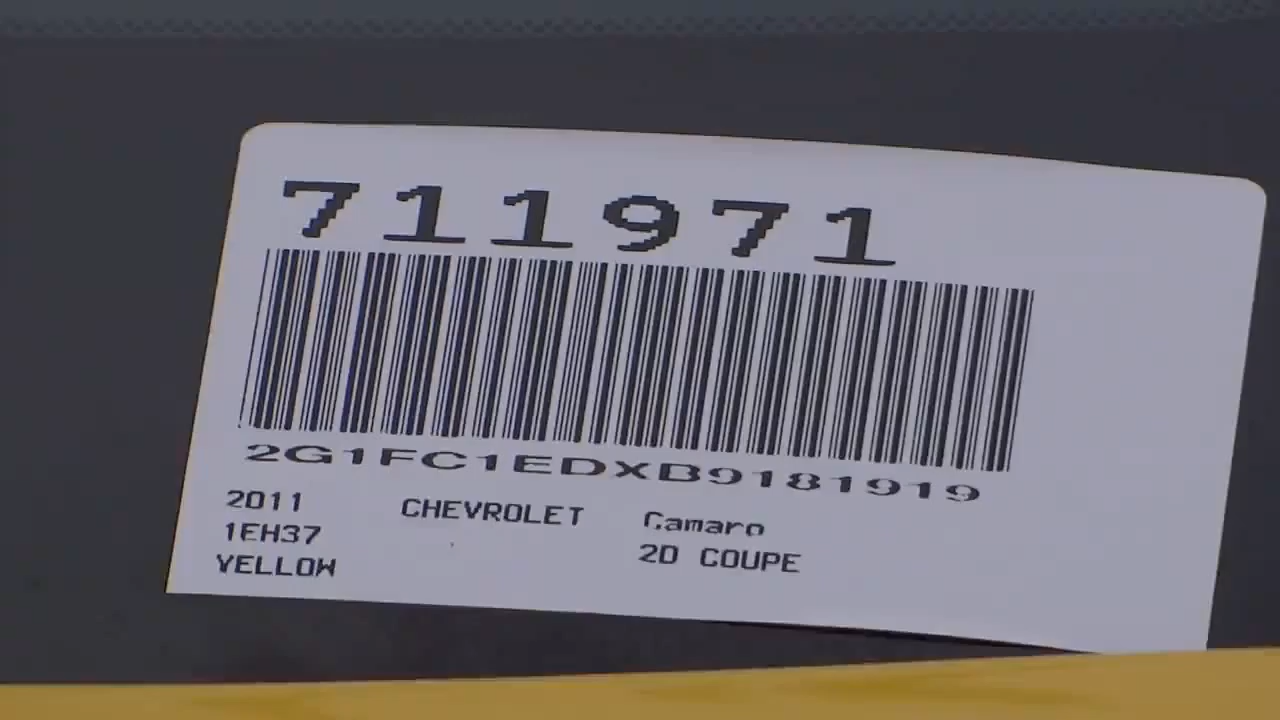 711971
2G1FC1EDXB9181919
2011 CHEVROLET Camaro
1EH37 2D COUPE
YELLOW